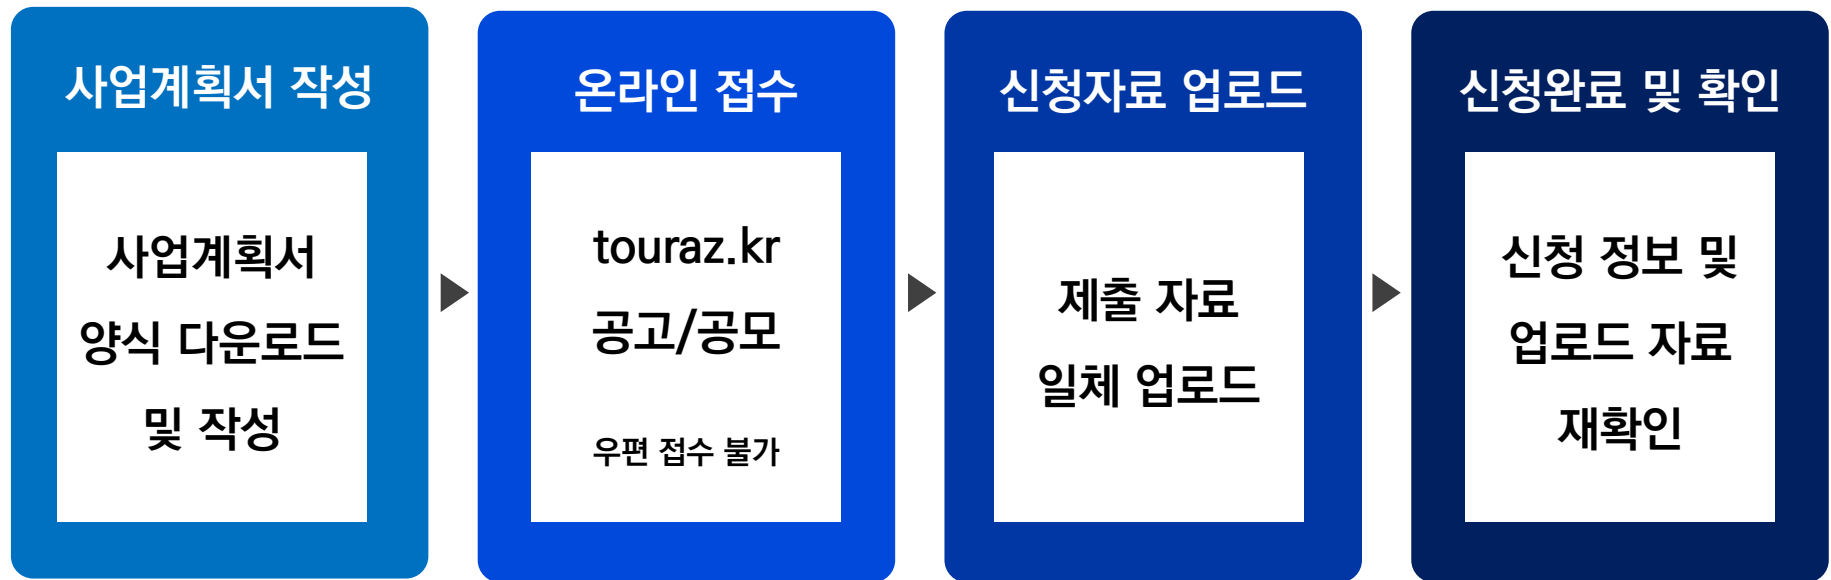 사업계획서 작성
사업계획서
양식 다운로드
및 작성
온라인 접수
touraz.kr
공고/공모
우편 접수 불가
신청자료 업로드
제출 자료
일체 업로드
신청완료 및 확인
신청 정보 및
업로드 자료
재확인